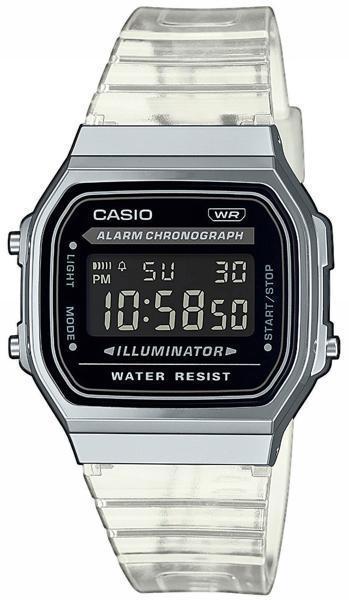 CASIO WR
ALARM CHRONOGRAPH
LIGHT
MODE
START/STOP
SU 30
PM 10:58 50
ILLUMINATOR
WATER RESIST